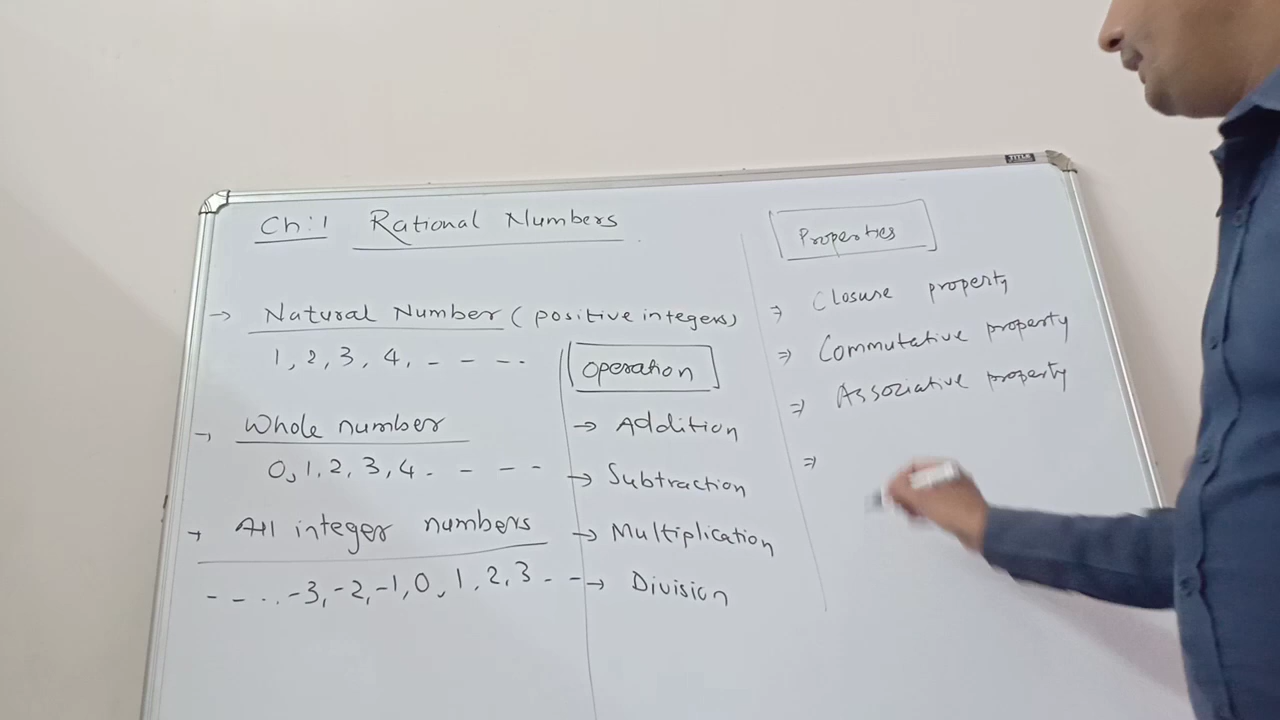 Ch:1 Rational Numbers
→ Natural Number (positive integers)
1, 2, 3, 4, - - - --
→ Whole number
0, 1, 2, 3, 4 - - - -
→ All integer numbers
- - - . . -3, -2, -1, 0, 1, 2, 3 - - -
Operation
→ Addition
→ Subtraction
→ Multiplication
→ Division
Properties
⇒ Closure property
⇒ Commutative property
⇒ Associative property
⇒